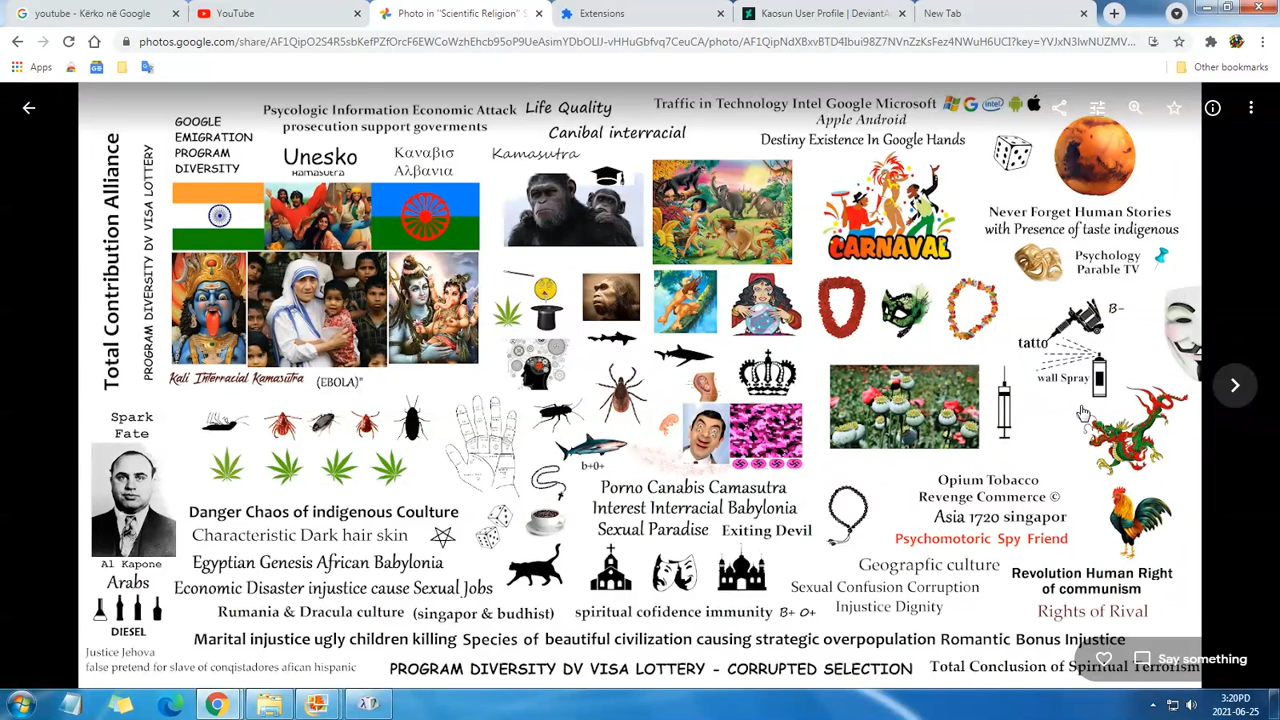 youtube - Kërko në Google
YouTube
Photo in "Scientific Religion" S
Extensions
Kaosun User Profile | DeviantA
New Tab
photos.google.com/share/
Apps
Other bookmarks
Total Contribution Alliance
PROGRAM DIVERSITY DV VISA LOTTERY
GOOGLE
EMIGRATION
PROGRAM
DIVERSITY
Psycologic Information Economic Attack
prosecution support goverments
Unesko
Kamasutra
Καναβισ
Αλβανια
Life Quality
Canibal interracial
Kamasutra
Traffic in Technology Intel Google Microsoft
Apple Android
Destiny Existence In Google Hands
intel
CARNAVAL
Never Forget Human Stories
with Presence of taste indigenous
Psychology
Parable TV
B-
tatto
wall Spray
Kali Interracial Kamasutra
(EBOLA)"
Spark
Fate
Al Kapone
Arabs
DIESEL
b+0+
Danger Chaos of indigenous Coulture
Characteristic Dark hair skin
Egyptian Genesis African Babylonia
Economic Disaster injustice cause Sexual Jobs
Rumania & Dracula culture
(singapor & budhist)
Porno Canabis Camasutra
Interest Interracial Babylonia
Sexual Paradise
Exiting Devil
spiritual cofidence immunity
B+ O+
Opium Tobacco
Revenge Commerce ©
Asia 1720 singapor
Psychomotoric Spy Friend
Geograpfic culture
Sexual Confusion Corruption
Injustice Dignity
Revolution Human Right
of communism
Rights of Rival
Marital injustice ugly children killing Species of beautiful civilization causing strategic overpopulation Romantic Bonus Injustice
Justice Jehova
false pretend for slave of conqistadores afican hispanic
PROGRAM DIVERSITY DV VISA LOTTERY - CORRUPTED SELECTION
Total Conclusion of Spiritual Terrorism
Say something
3:20PD
2021-06-25